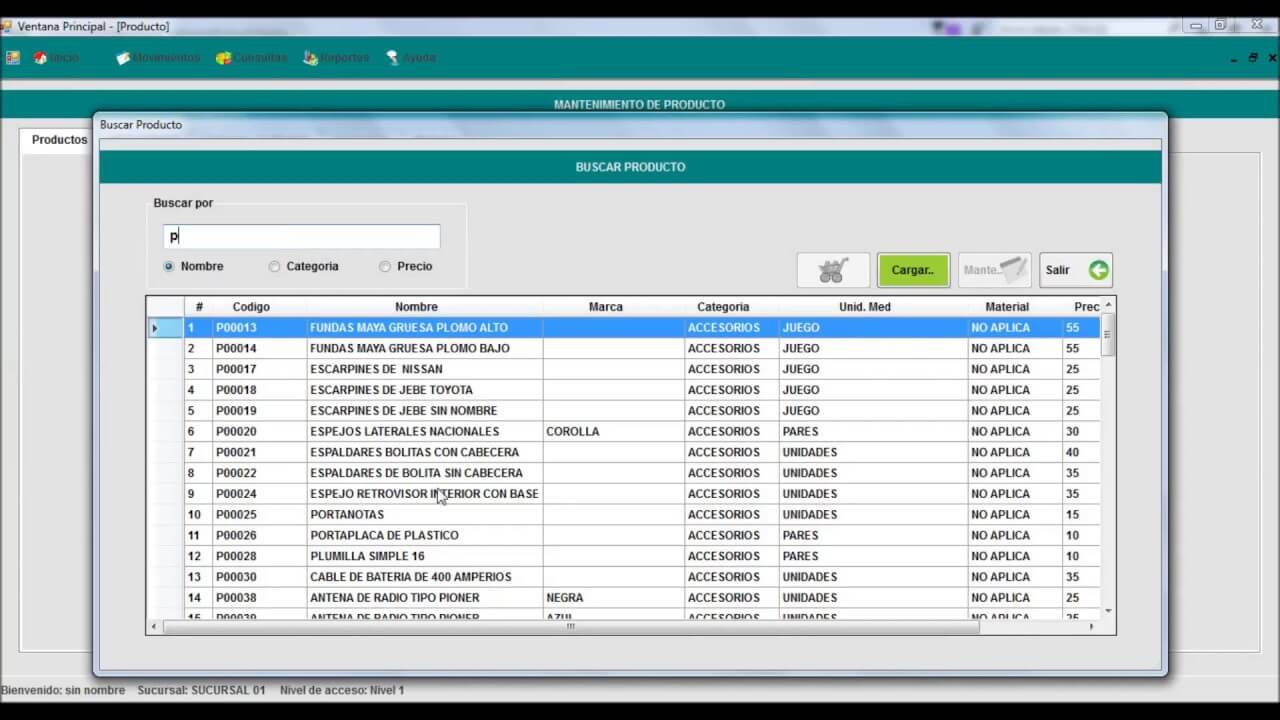 Ventana Principal - [Producto]
Inicio Movimientos Consultas Reportes Ayuda
MANTENIMIENTO DE PRODUCTO
Productos
Buscar Producto
BUSCAR PRODUCTO
Buscar por
p
Nombre Categoria Precio
Cargar.. Mante.. Salir
# Codigo Nombre Marca Categoria Unid. Med Material Prec
1 P00013 FUNDAS MAYA GRUESA PLOMO ALTO ACCESORIOS JUEGO NO APLICA 55
2 P00014 FUNDAS MAYA GRUESA PLOMO BAJO ACCESORIOS JUEGO NO APLICA 55
3 P00017 ESCARPINES DE NISSAN ACCESORIOS JUEGO NO APLICA 25
4 P00018 ESCARPINES DE JEBE TOYOTA ACCESORIOS JUEGO NO APLICA 25
5 P00019 ESCARPINES DE JEBE SIN NOMBRE ACCESORIOS JUEGO NO APLICA 25
6 P00020 ESPEJOS LATERALES NACIONALES COROLLA ACCESORIOS PARES NO APLICA 30
7 P00021 ESPALDARES BOLITAS CON CABECERA ACCESORIOS UNIDADES NO APLICA 40
8 P00022 ESPALDARES DE BOLITA SIN CABECERA ACCESORIOS UNIDADES NO APLICA 35
9 P00024 ESPEJO RETROVISOR INTERIOR CON BASE ACCESORIOS UNIDADES NO APLICA 35
10 P00025 PORTANOTAS ACCESORIOS UNIDADES NO APLICA 15
11 P00026 PORTAPLACA DE PLASTICO ACCESORIOS PARES NO APLICA 10
12 P00028 PLUMILLA SIMPLE 16 ACCESORIOS PARES NO APLICA 10
13 P00030 CABLE DE BATERIA DE 400 AMPERIOS ACCESORIOS UNIDADES NO APLICA 35
14 P00038 ANTENA DE RADIO TIPO PIONER NEGRA ACCESORIOS UNIDADES NO APLICA 25
15 P00039 ANTENA DE RADIO TIPO PIONER AZUL ACCESORIOS UNIDADES NO APLICA 25
Bienvenido: sin nombre Sucursal: SUCURSAL 01 Nivel de acceso: Nivel 1